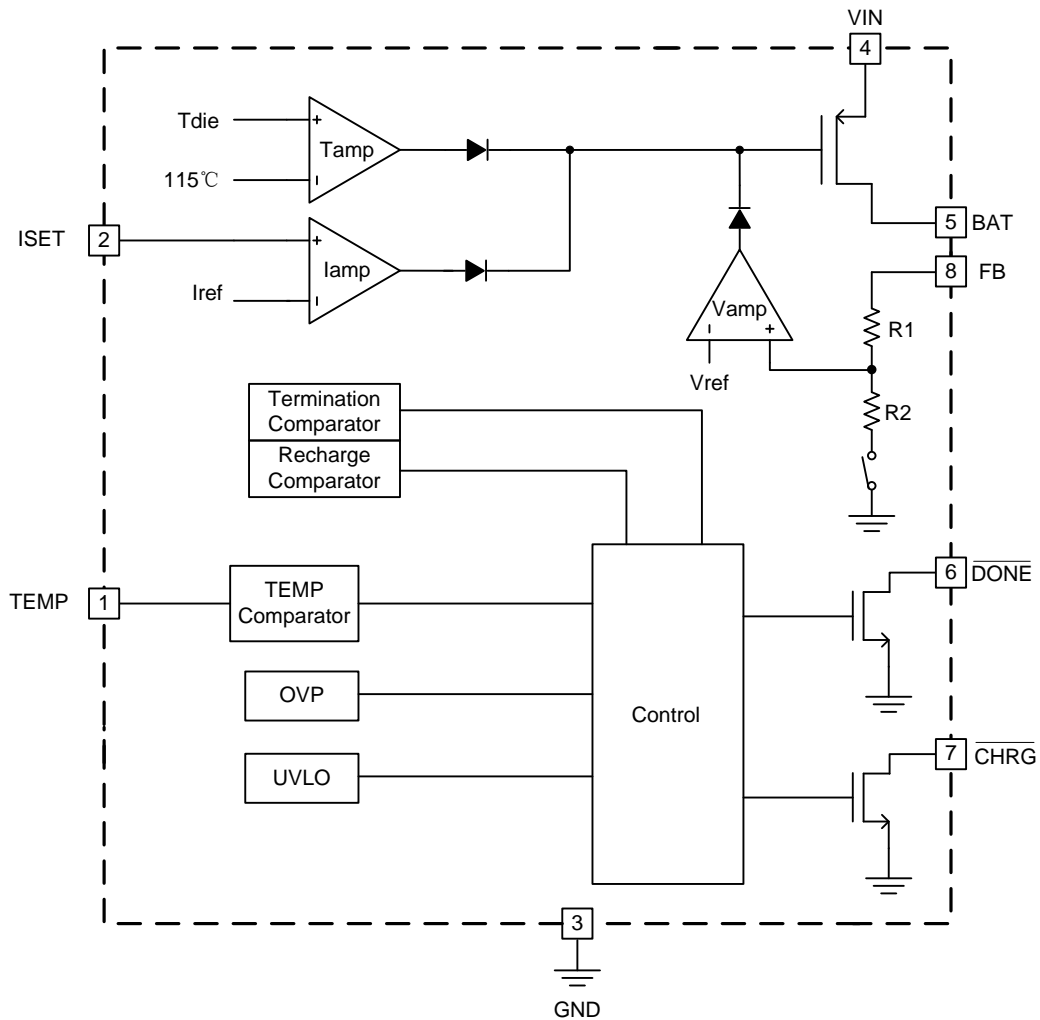 VIN
4
Tdie
+
Tamp
115℃
-
ISET
2
+
Iamp
Iref
-
5
BAT
8
FB
R1
Vamp
-
+
Vref
R2
Termination
Comparator
Recharge
Comparator
TEMP
1
TEMP
Comparator
6
DONE
OVP
Control
UVLO
7
CHRG
3
GND